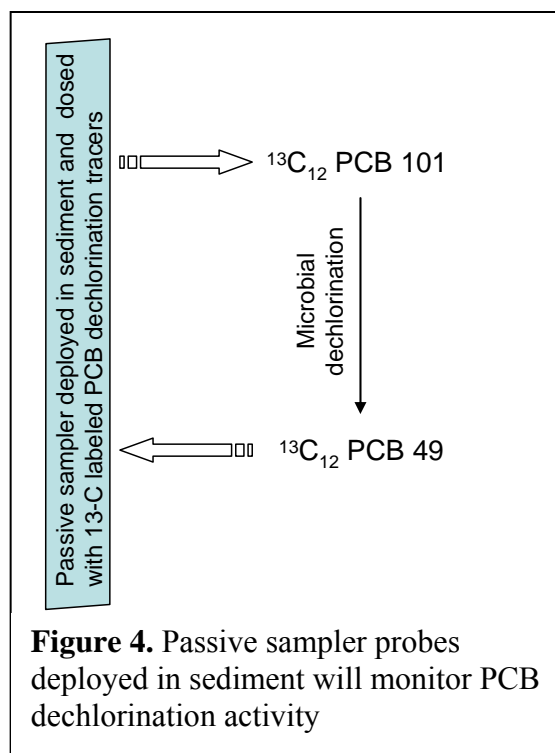 Passive sampler deployed in sediment and dosed
with 13-C labeled PCB dechlorination tracers
¹³C₁₂ PCB 101
Microbial
dechlorination
¹³C₁₂ PCB 49
Figure 4. Passive sampler probes
deployed in sediment will monitor PCB
dechlorination activity